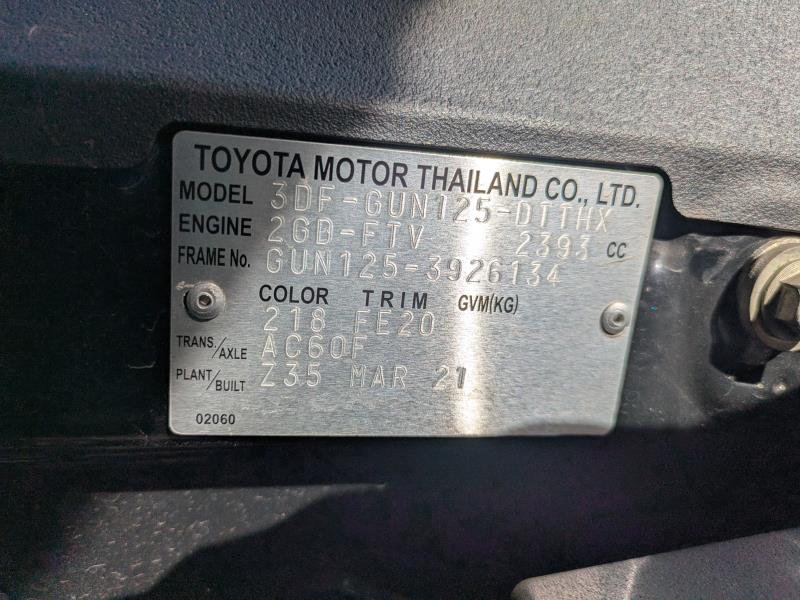 TOYOTA MOTOR THAILAND CO., LTD.
MODEL 3DF-GUN125-DTTHX
ENGINE 2GD-FTV 2393 CC
FRAME No. GUN125-3926134
COLOR TRIM GVM(KG)
218 FE20
TRANS./AXLE AC60F
PLANT/BUILT Z35 MAR 21
02060